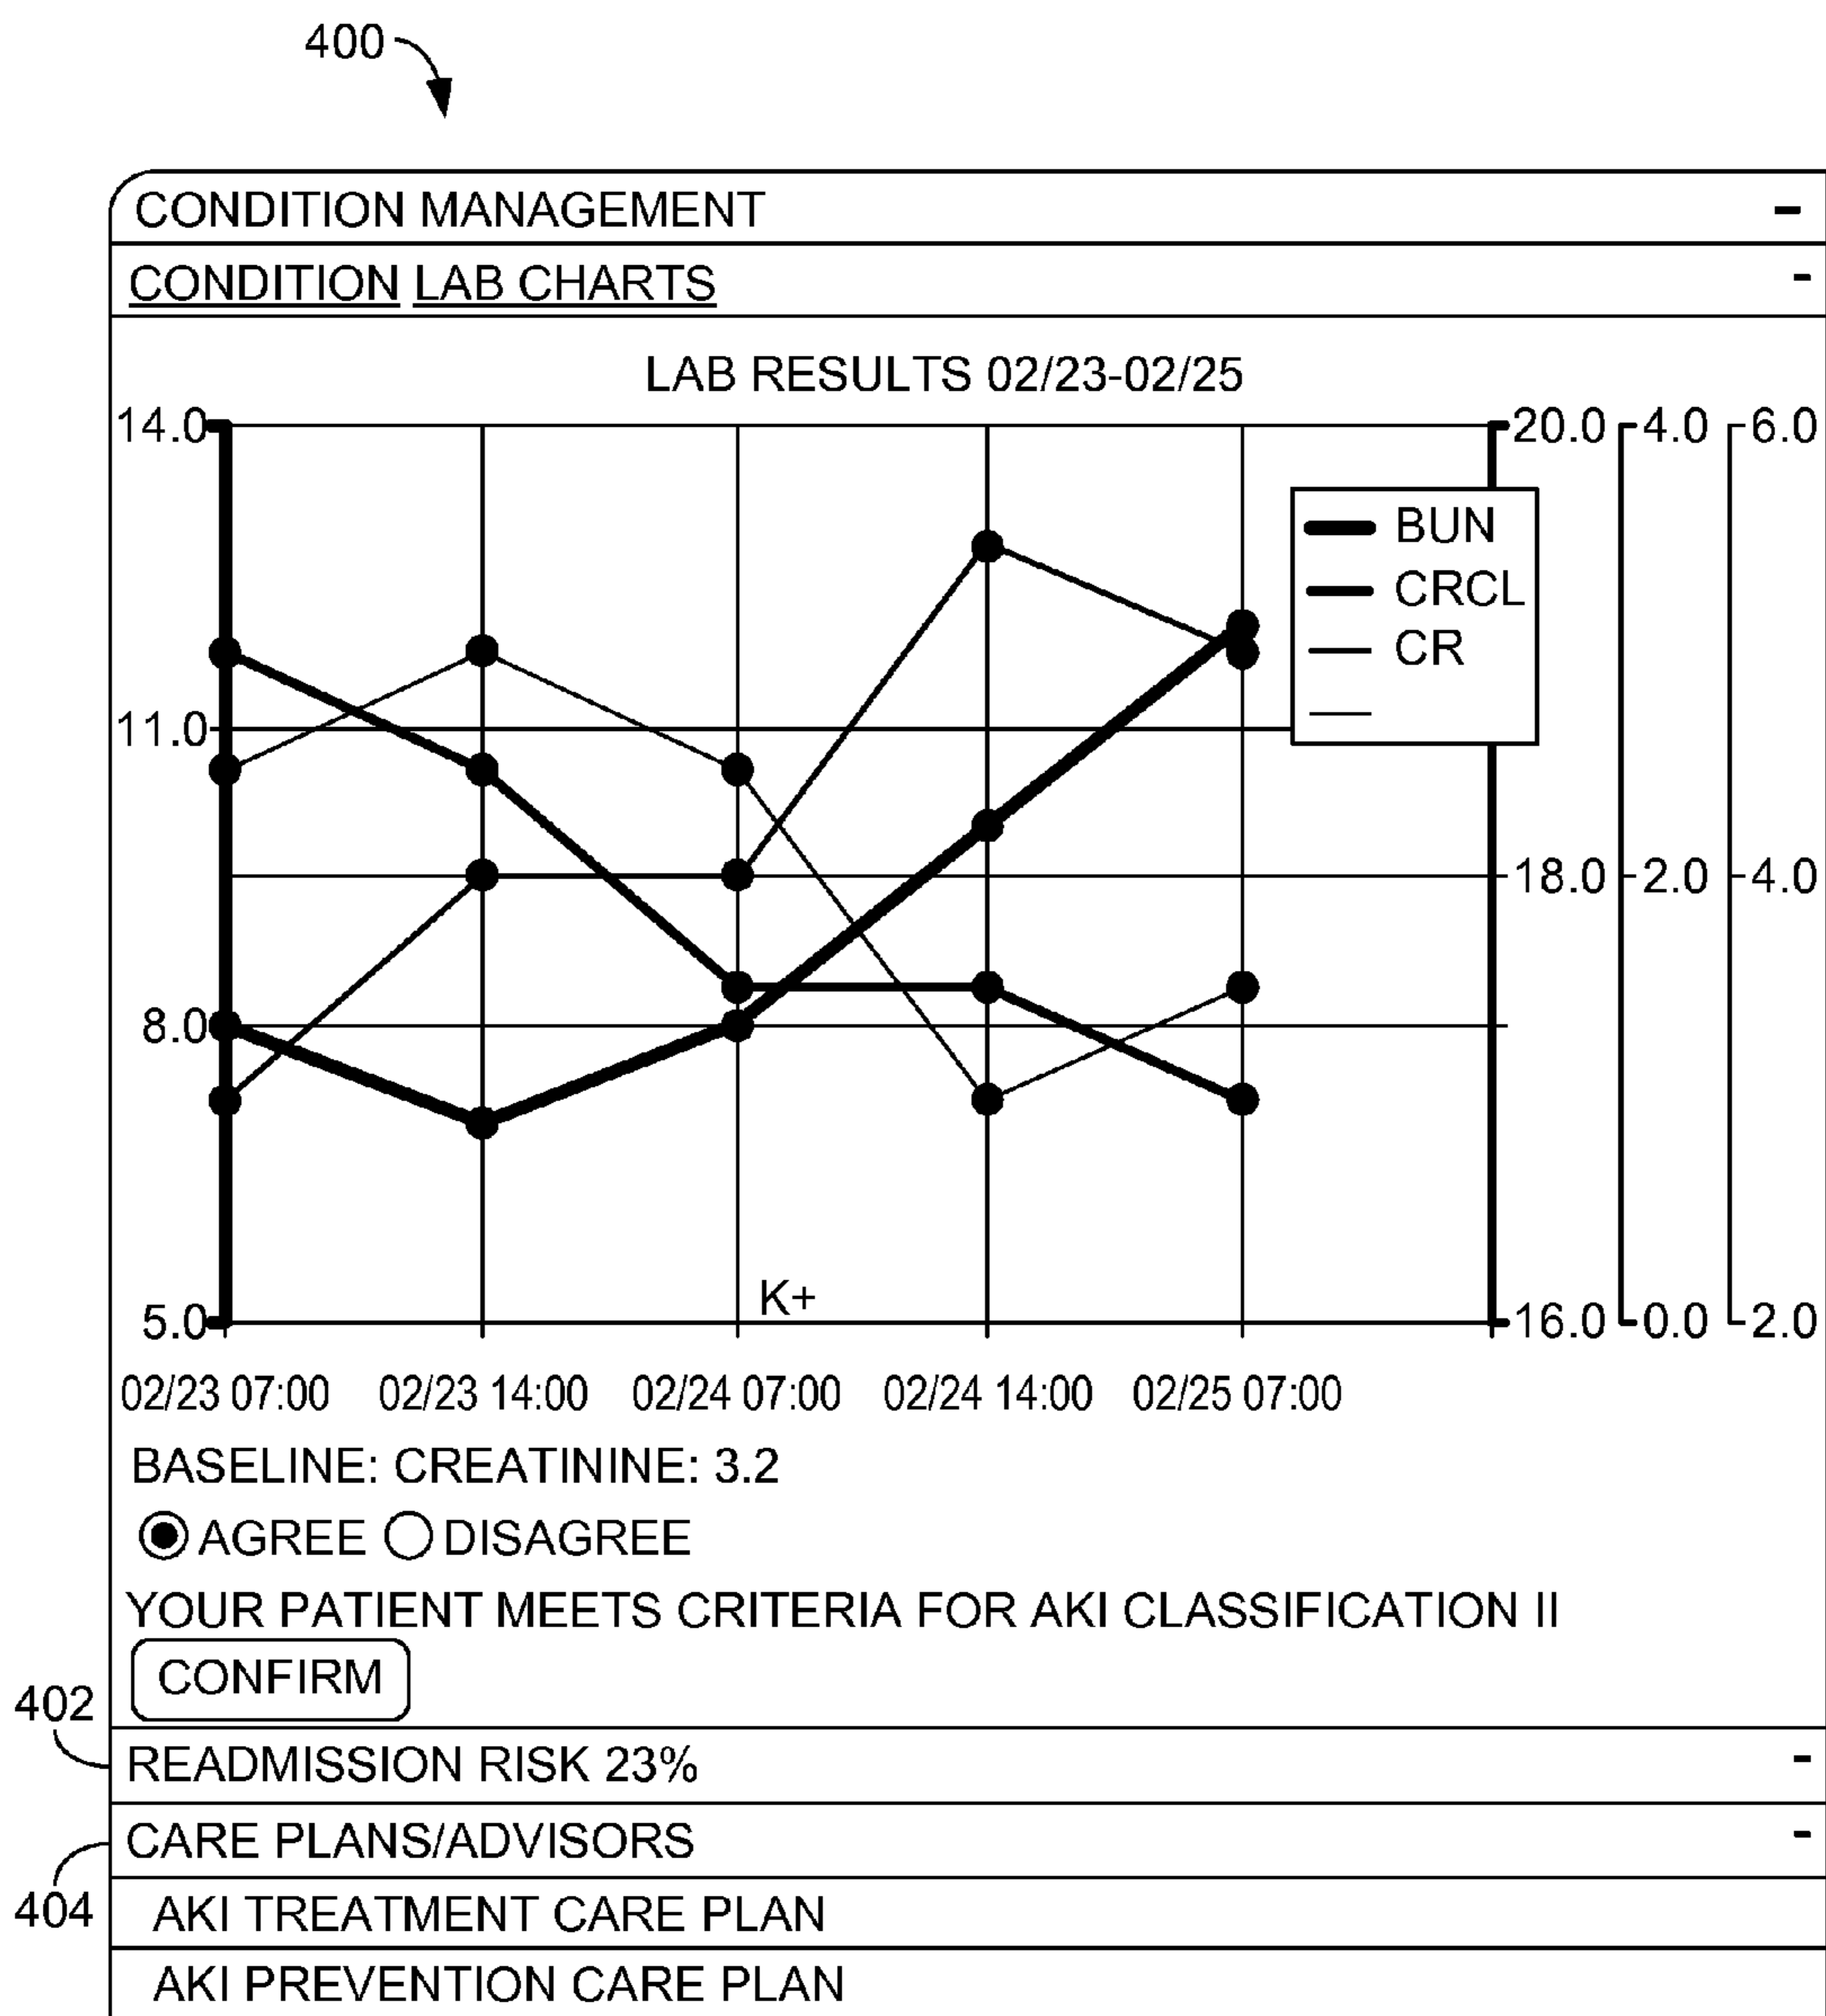 400
CONDITION MANAGEMENT -
CONDITION LAB CHARTS -
LAB RESULTS 02/23-02/25
14.0 20.0 4.0 6.0
BUN
CRCL
CR
11.0
18.0 2.0 4.0
8.0
K+
5.0 16.0 0.0 2.0
02/23 07:00 02/23 14:00 02/24 07:00 02/24 14:00 02/25 07:00
BASELINE: CREATININE: 3.2
AGREE DISAGREE
YOUR PATIENT MEETS CRITERIA FOR AKI CLASSIFICATION II
CONFIRM
402
READMISSION RISK 23% -
CARE PLANS/ADVISORS -
404
AKI TREATMENT CARE PLAN
AKI PREVENTION CARE PLAN